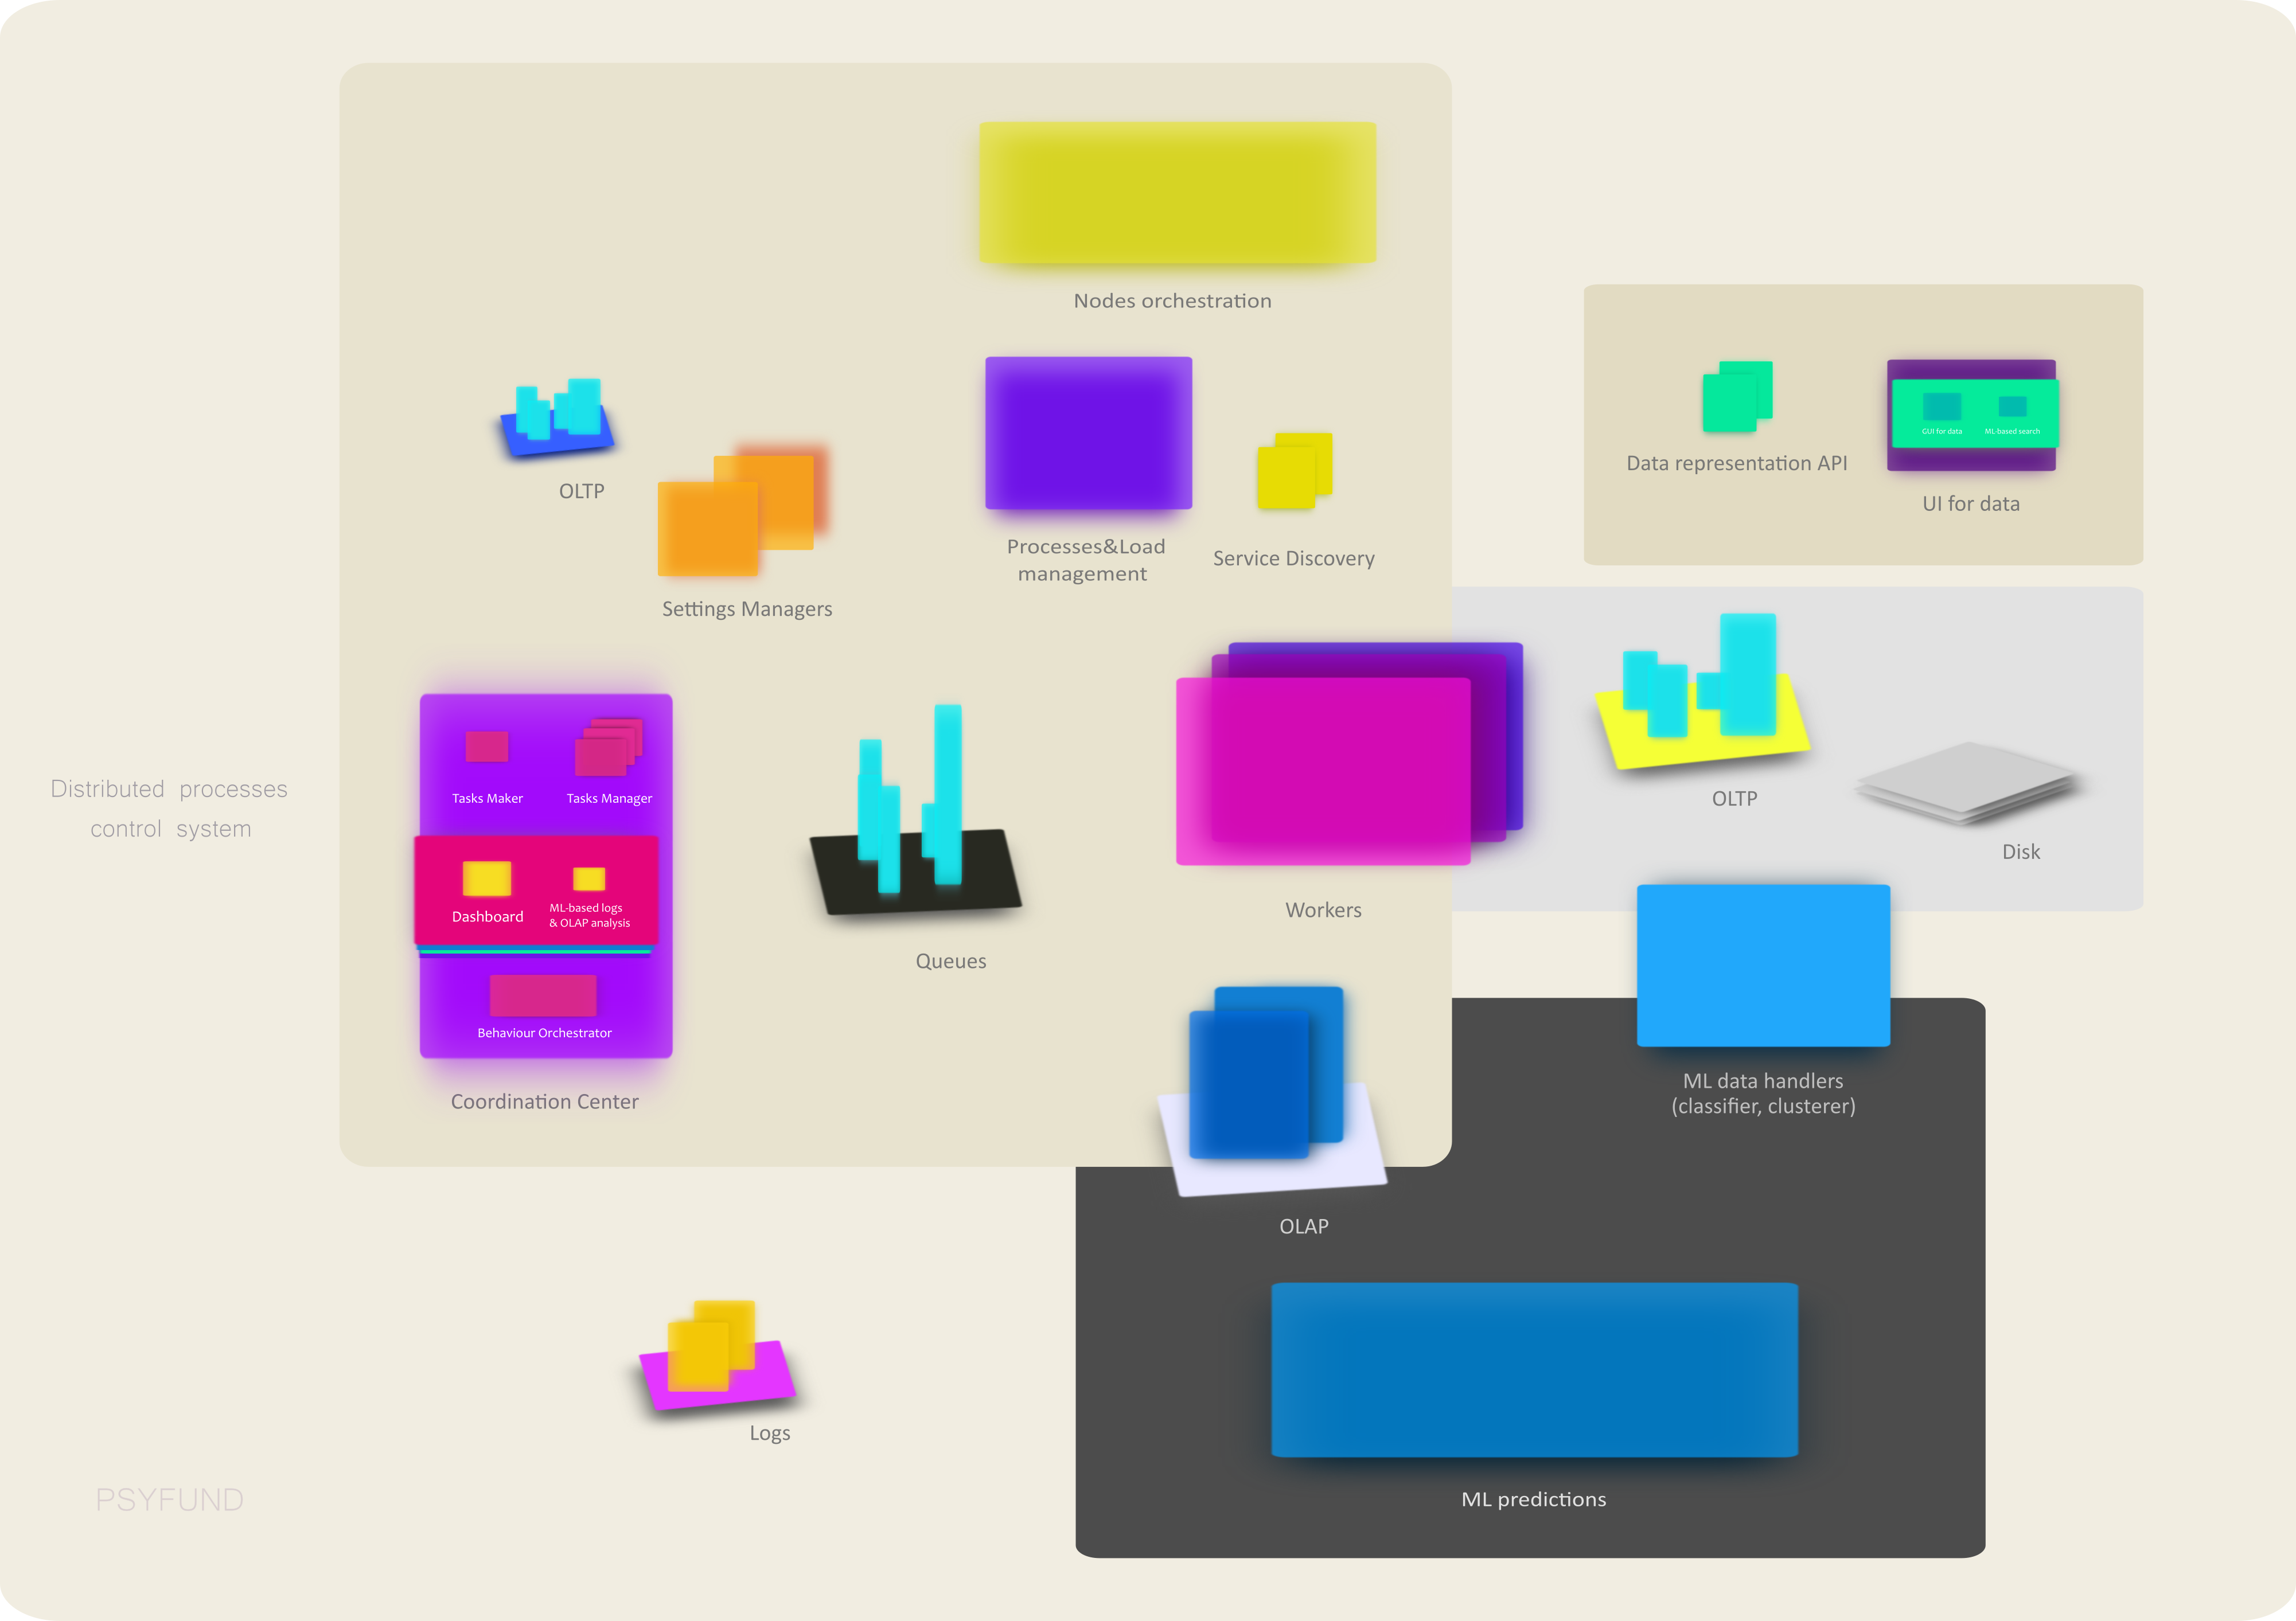 Nodes orchestration
OLTP
Settings Managers
Processes&Load
management
Service Discovery
Data representation API
GUI for data
ML-based search
UI for data
Distributed processes
control system
Tasks Maker
Tasks Manager
Dashboard
ML-based logs
& OLAP analysis
Behaviour Orchestrator
Coordination Center
Queues
Workers
OLTP
Disk
ML data handlers
(classifier, clusterer)
OLAP
Logs
ML predictions
PSYFUND